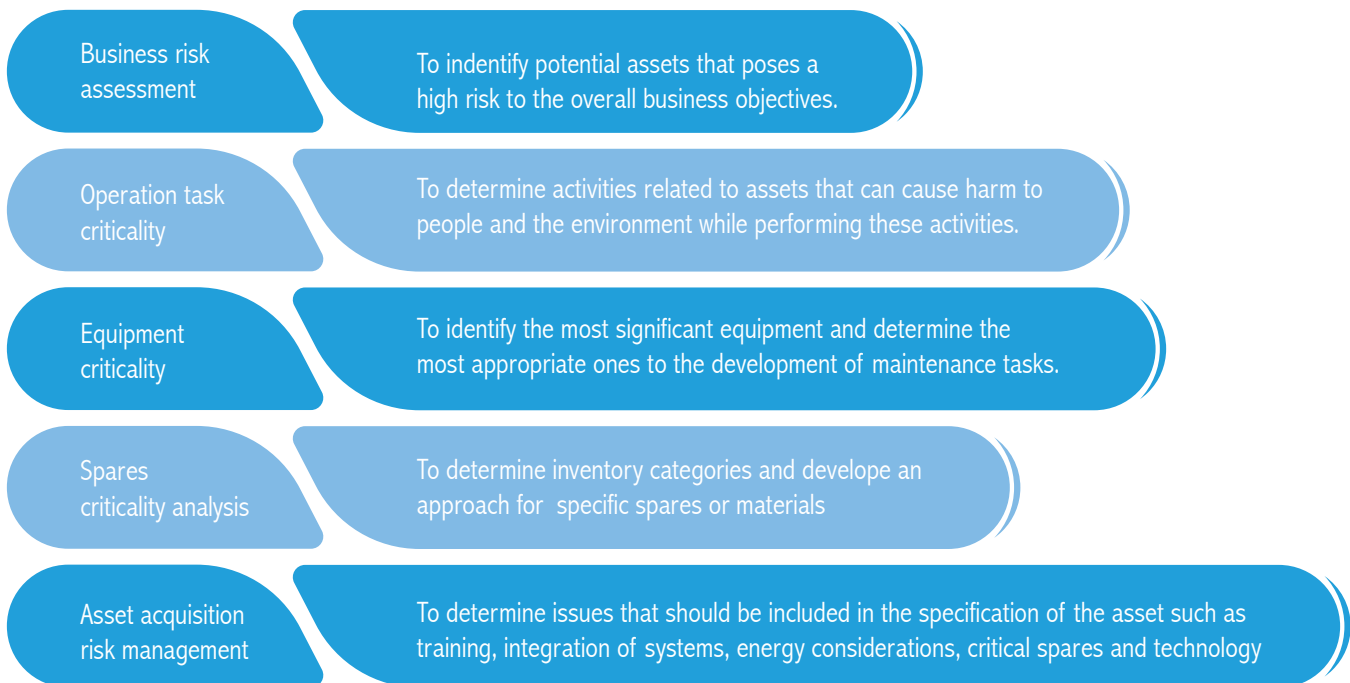 Business risk
assessment
To indentify potential assets that poses a
high risk to the overall business objectives.
Operation task
criticality
To determine activities related to assets that can cause harm to
people and the environment while performing these activities.
Equipment
criticality
To identify the most significant equipment and determine the
most appropriate ones to the development of maintenance tasks.
Spares
criticality analysis
To determine inventory categories and develope an
approach for specific spares or materials
Asset acquisition
risk management
To determine issues that should be included in the specification of the asset such as
training, integration of systems, energy considerations, critical spares and technology